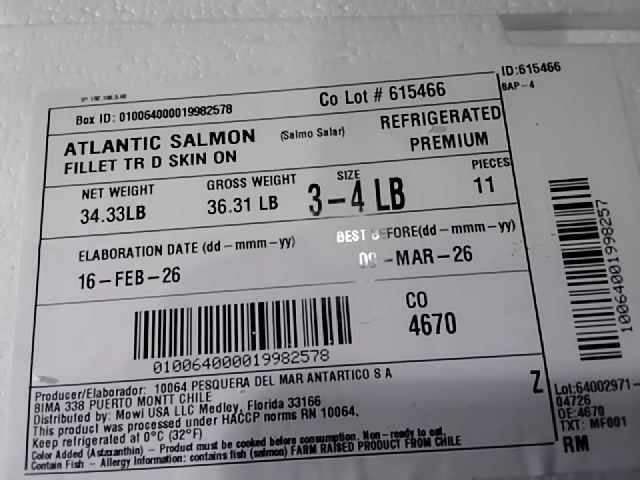 Box ID: 010064000019982578
Co Lot # 615466
ID:615466
BAP-4
ATLANTIC SALMON (Salmo Salar)
FILLET TR D SKIN ON
REFRIGERATED
PREMIUM
NET WEIGHT
34.33LB
GROSS WEIGHT
36.31 LB
SIZE
3-4 LB
PIECES
11
ELABORATION DATE (dd-mmm-yy)
16-FEB-26
BEST BEFORE(dd-mmm-yy)
-MAR-26
010064000019982578
CO
4670
Z
Producer/Elaborador: 10064 PESQUERA DEL MAR ANTARTICO S A
BIMA 338 PUERTO MONTT CHILE
Distributed by: Mowi USA LLC Medley, Florida 33166
This product was processed under HACCP norms RN 10064.
Keep refrigerated at 0°C (32°F)
Color Added (Astaxanthin) - Product must be cooked before consumption. Non-ready to eat.
Contain Fish - Allergy Information: contains fish (salmon) FARM RAISED PRODUCT FROM CHILE
Lot:64002971-
04726
OE:4670
TXT: MF001
RM